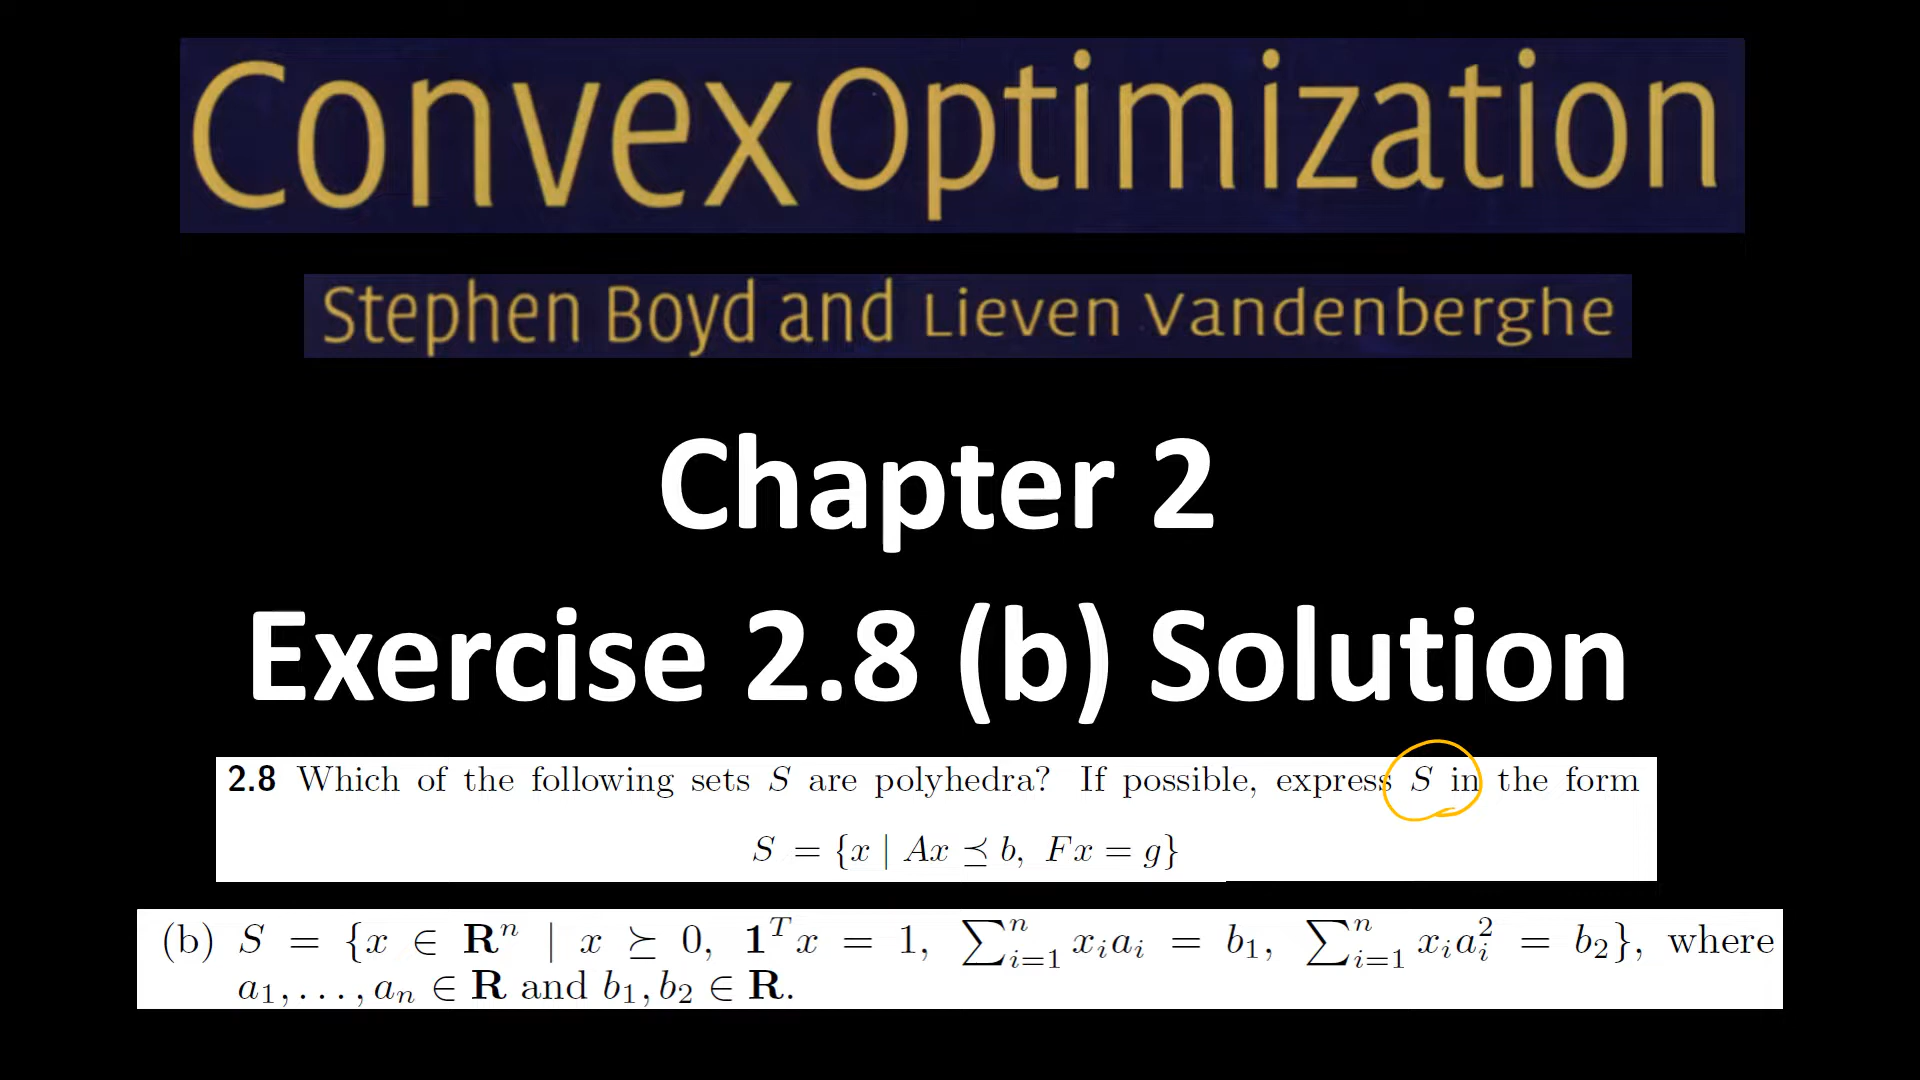 Convex Optimization
Stephen Boyd and Lieven Vandenberghe
Chapter 2
Exercise 2.8 (b) Solution
2.8 Which of the following sets S are polyhedra? If possible, express S in the form
S = {x | Ax ⪯ b, Fx = g}
(b) S = {x ∈ Rⁿ | x ⪰ 0, 1ᵀx = 1, ∑ⁿᵢ₌₁ xᵢaᵢ = b₁, ∑ⁿᵢ₌₁ xᵢaᵢ² = b₂}, where
a₁, . . . , aₙ ∈ R and b₁, b₂ ∈ R.